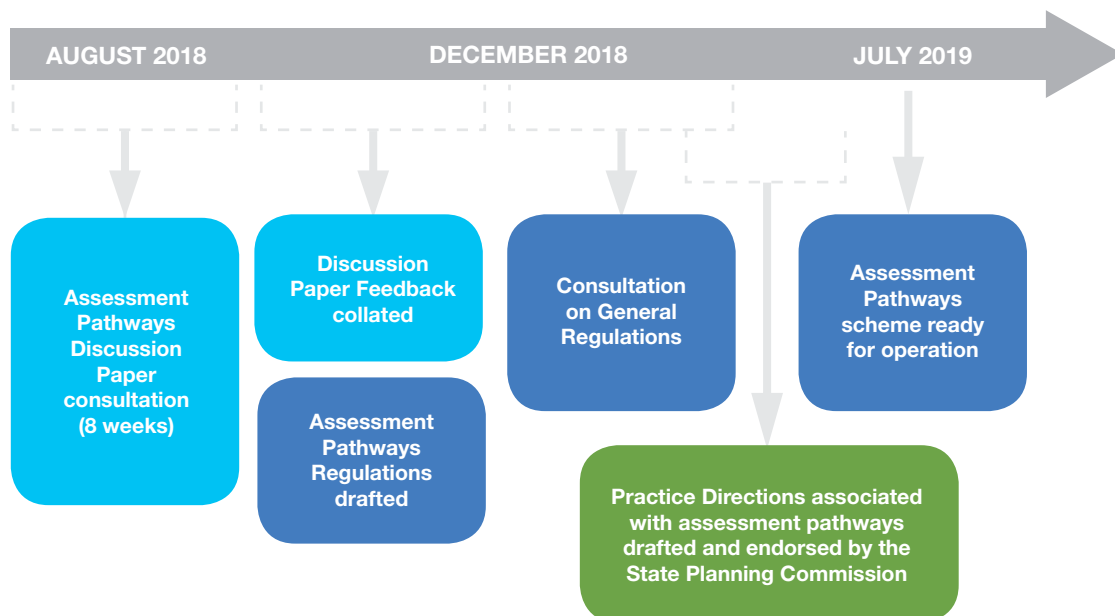 AUGUST 2018
DECEMBER 2018
JULY 2019
Assessment
Pathways
Discussion
Paper
consultation
(8 weeks)
Discussion
Paper Feedback
collated
Assessment
Pathways
Regulations
drafted
Consultation
on General
Regulations
Assessment
Pathways
scheme ready
for operation
Practice Directions associated
with assessment pathways
drafted and endorsed by the
State Planning Commission